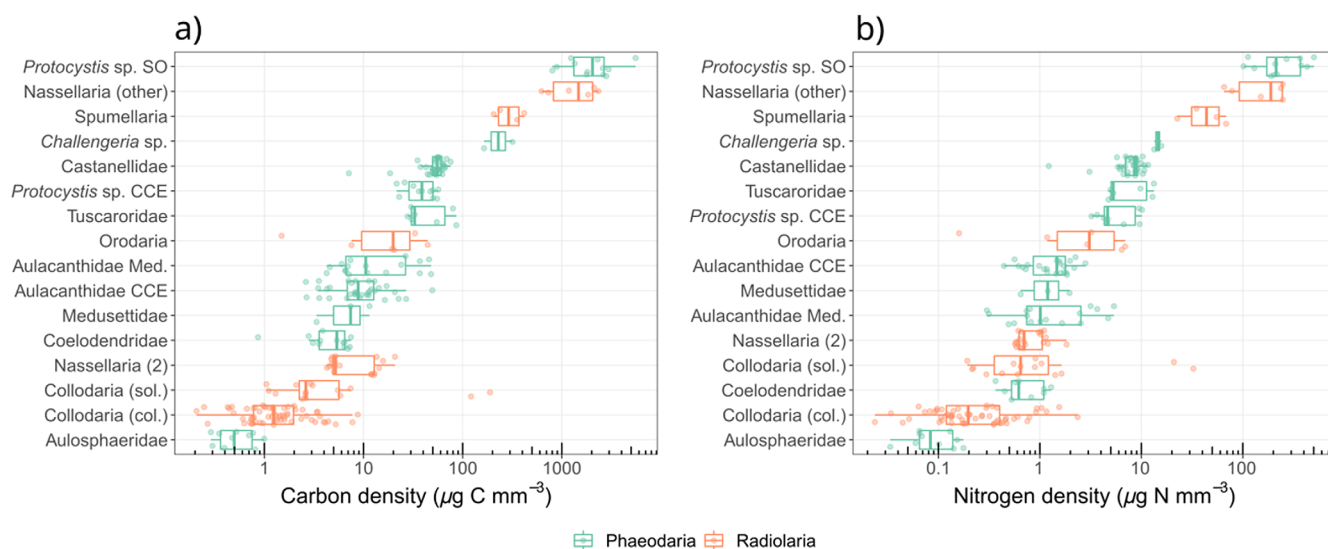 a)
Protocystis sp. SO
Nassellaria (other)
Spumellaria
Challengeria sp.
Castanellidae
Protocystis sp. CCE
Tuscaroridae
Orodaria
Aulacanthidae Med.
Aulacanthidae CCE
Medusettidae
Coelodendridae
Nassellaria (2)
Collodaria (sol.)
Collodaria (col.)
Aulosphaeridae
1 10 100 1000
Carbon density (µg C mm⁻³)
b)
Protocystis sp. SO
Nassellaria (other)
Spumellaria
Challengeria sp.
Castanellidae
Tuscaroridae
Protocystis sp. CCE
Orodaria
Aulacanthidae CCE
Medusettidae
Aulacanthidae Med.
Nassellaria (2)
Collodaria (sol.)
Coelodendridae
Collodaria (col.)
Aulosphaeridae
0.1 1 10 100
Nitrogen density (µg N mm⁻³)
Phaeodaria Radiolaria